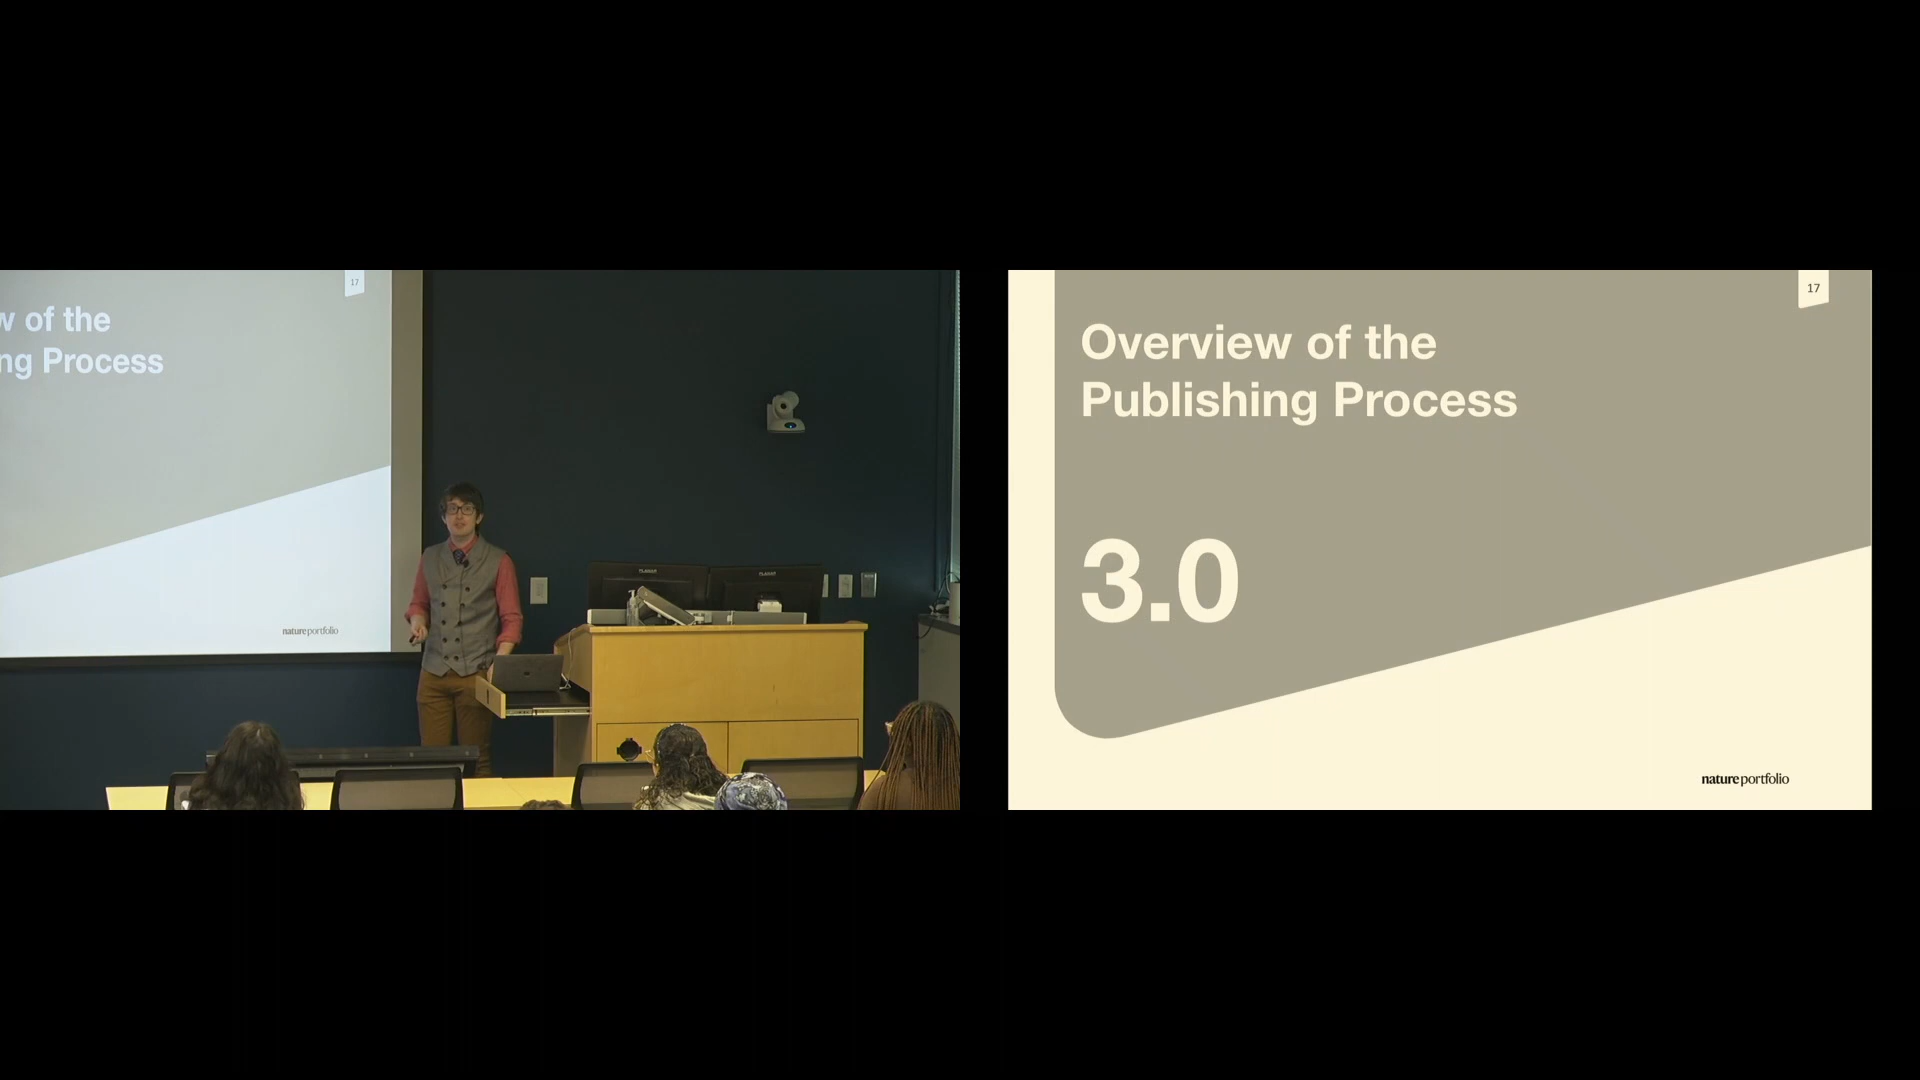 17
w of the
ng Process
nature portfolio
17
Overview of the
Publishing Process
3.0
nature portfolio